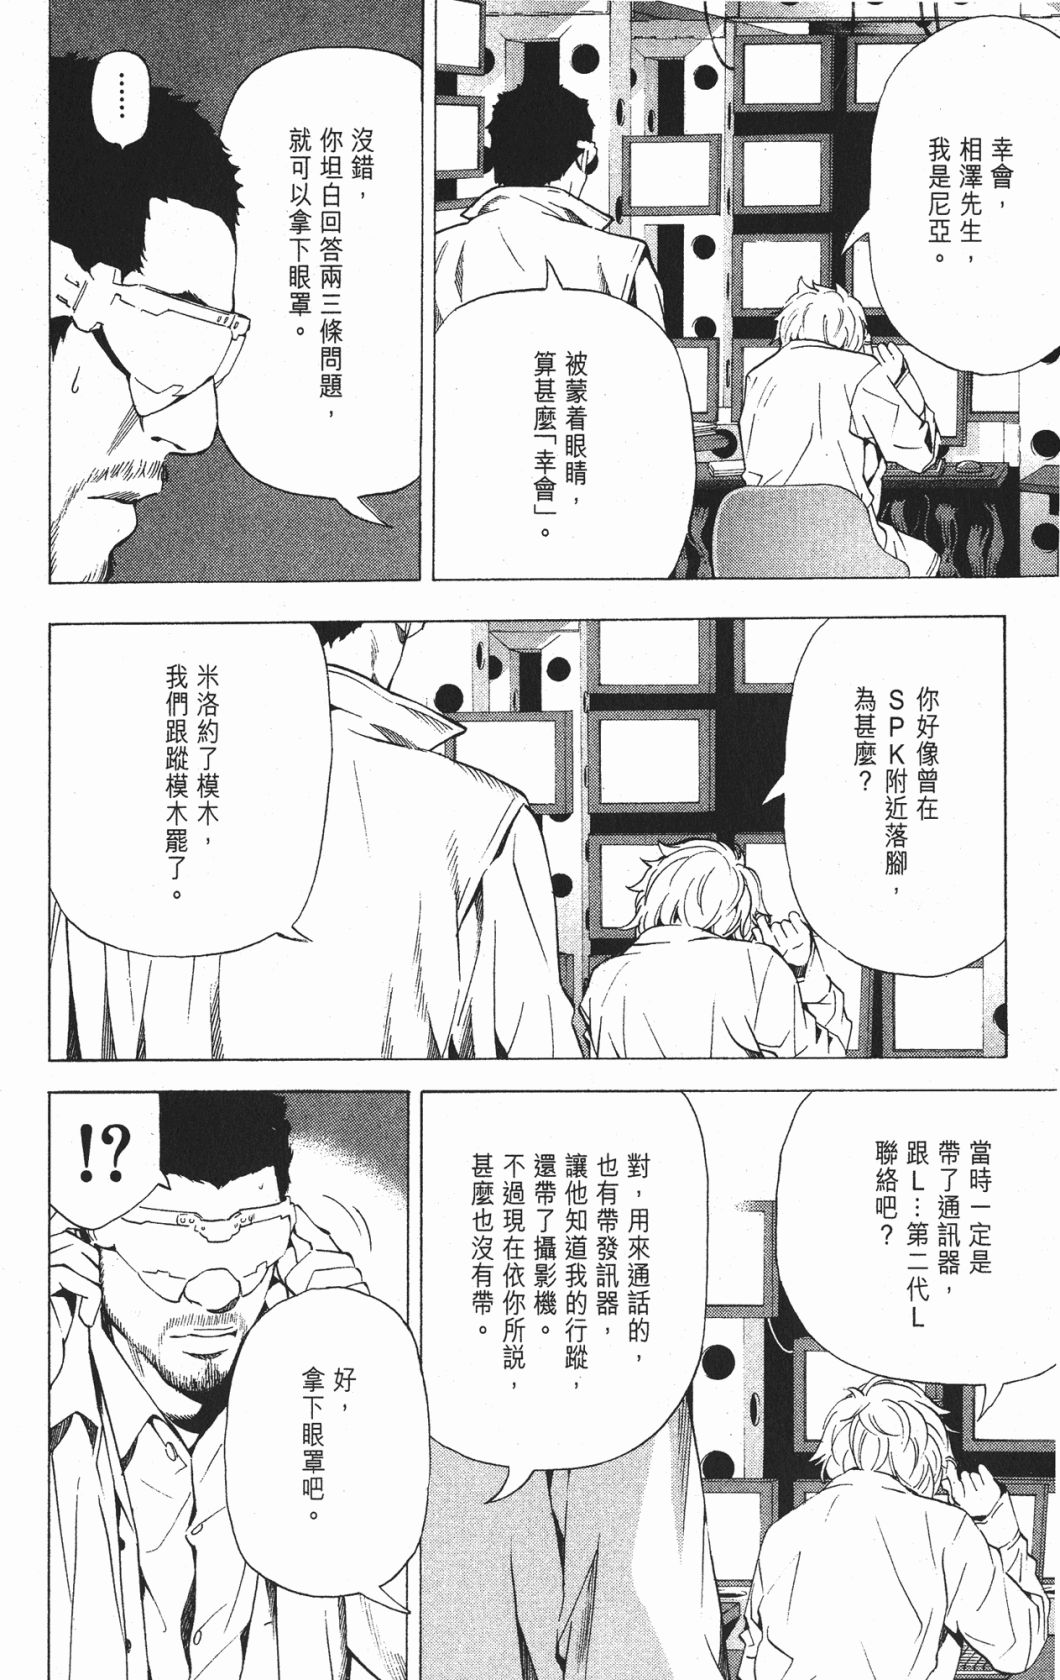 幸會，
相澤先生，
我是尼亞。
被蒙着眼睛，
算甚麼「幸會」。
沒錯，
你坦白回答兩三條問題，
就可以拿下眼罩。
……
你好像曾在
SPK附近落腳，
為甚麼？
米洛約了模木，
我們跟蹤模木罷了。
當時一定是
帶了通訊器，
跟L…第二代L
聯絡吧？
對，用來通話的，
也有帶發訊器，
讓他知道我的行蹤，
還帶了攝影機。
不過現在依你所說，
甚麼也沒有帶。
好，
拿下眼罩吧。
!?